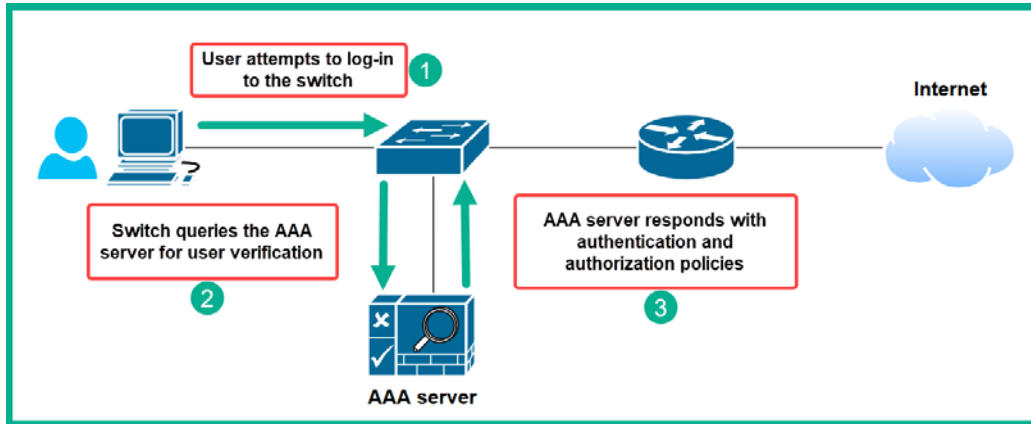 User attempts to log-in
to the switch
1
Internet
Switch queries the AAA
server for user verification
2
AAA server responds with
authentication and
authorization policies
3
AAA server